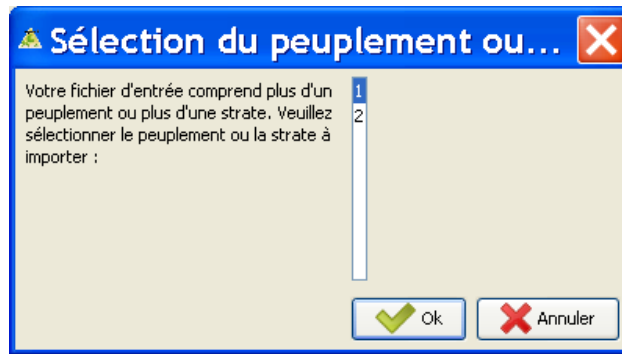 Sélection du peuplement ou...
Votre fichier d'entrée comprend plus d'un
peuplement ou plus d'une strate. Veuillez
sélectionner le peuplement ou la strate à
importer :
1
2
Ok
Annuler